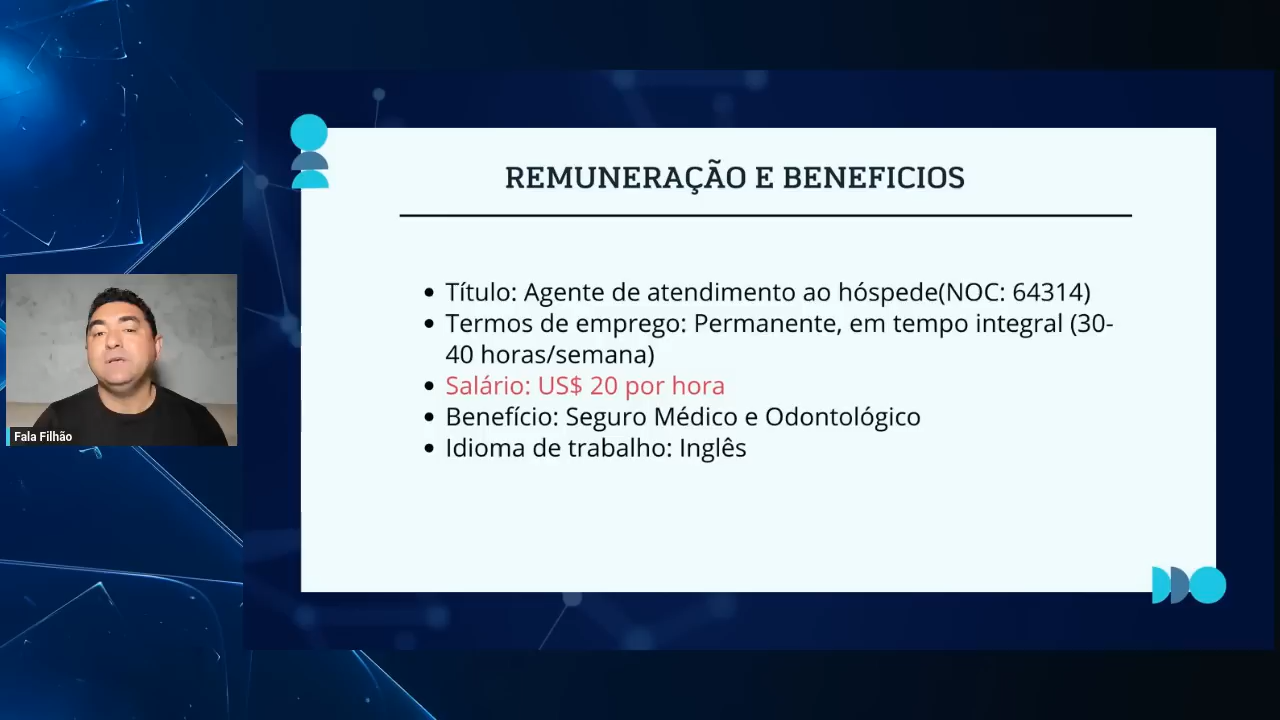 REMUNERAÇÃO E BENEFICIOS
• Título: Agente de atendimento ao hóspede(NOC: 64314)
• Termos de emprego: Permanente, em tempo integral (30-
40 horas/semana)
• Salário: US$ 20 por hora
• Benefício: Seguro Médico e Odontológico
• Idioma de trabalho: Inglês
Fala Filhão